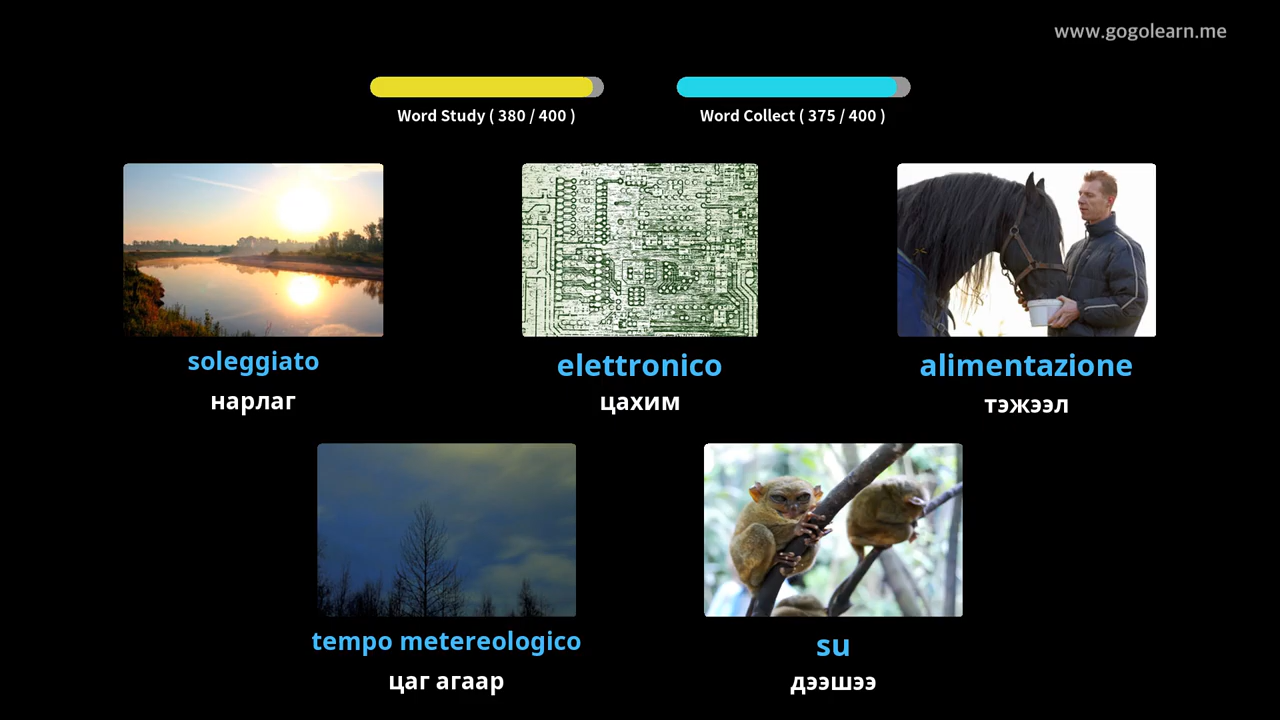 www.gogolearn.me
Word Study ( 380 / 400 )
Word Collect ( 375 / 400 )
soleggiato
нарлаг
elettronico
цахим
alimentazione
тэжээл
tempo metereologico
цаг агаар
su
дээшээ